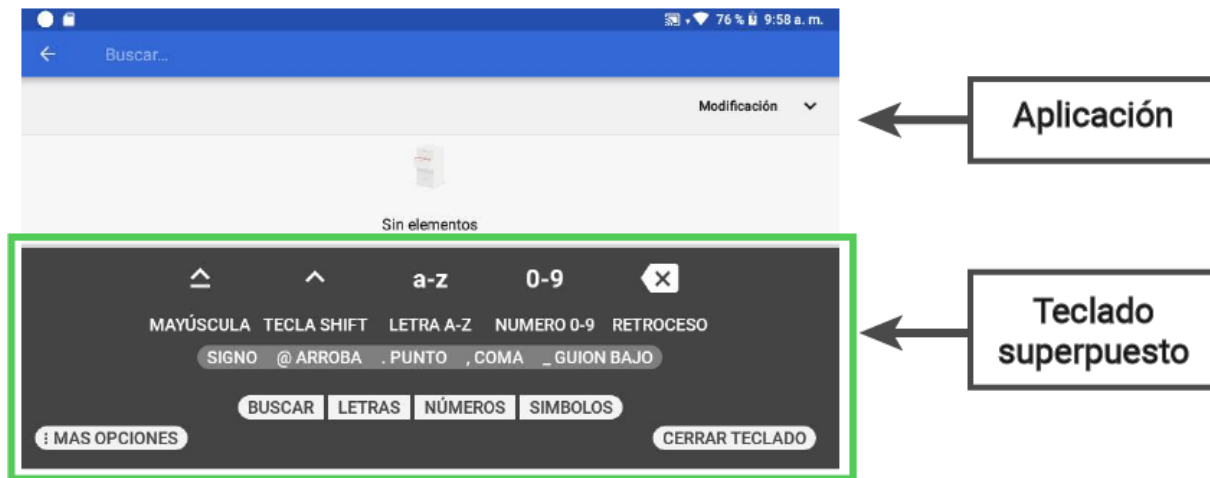 76 % 9:58 a. m.
Buscar...
Modificación
Aplicación
Sin elementos
a-z 0-9
MAYÚSCULA TECLA SHIFT LETRA A-Z NUMERO 0-9 RETROCESO
SIGNO @ ARROBA . PUNTO , COMA _ GUION BAJO
Teclado
superpuesto
BUSCAR LETRAS NÚMEROS SIMBOLOS
MAS OPCIONES CERRAR TECLADO